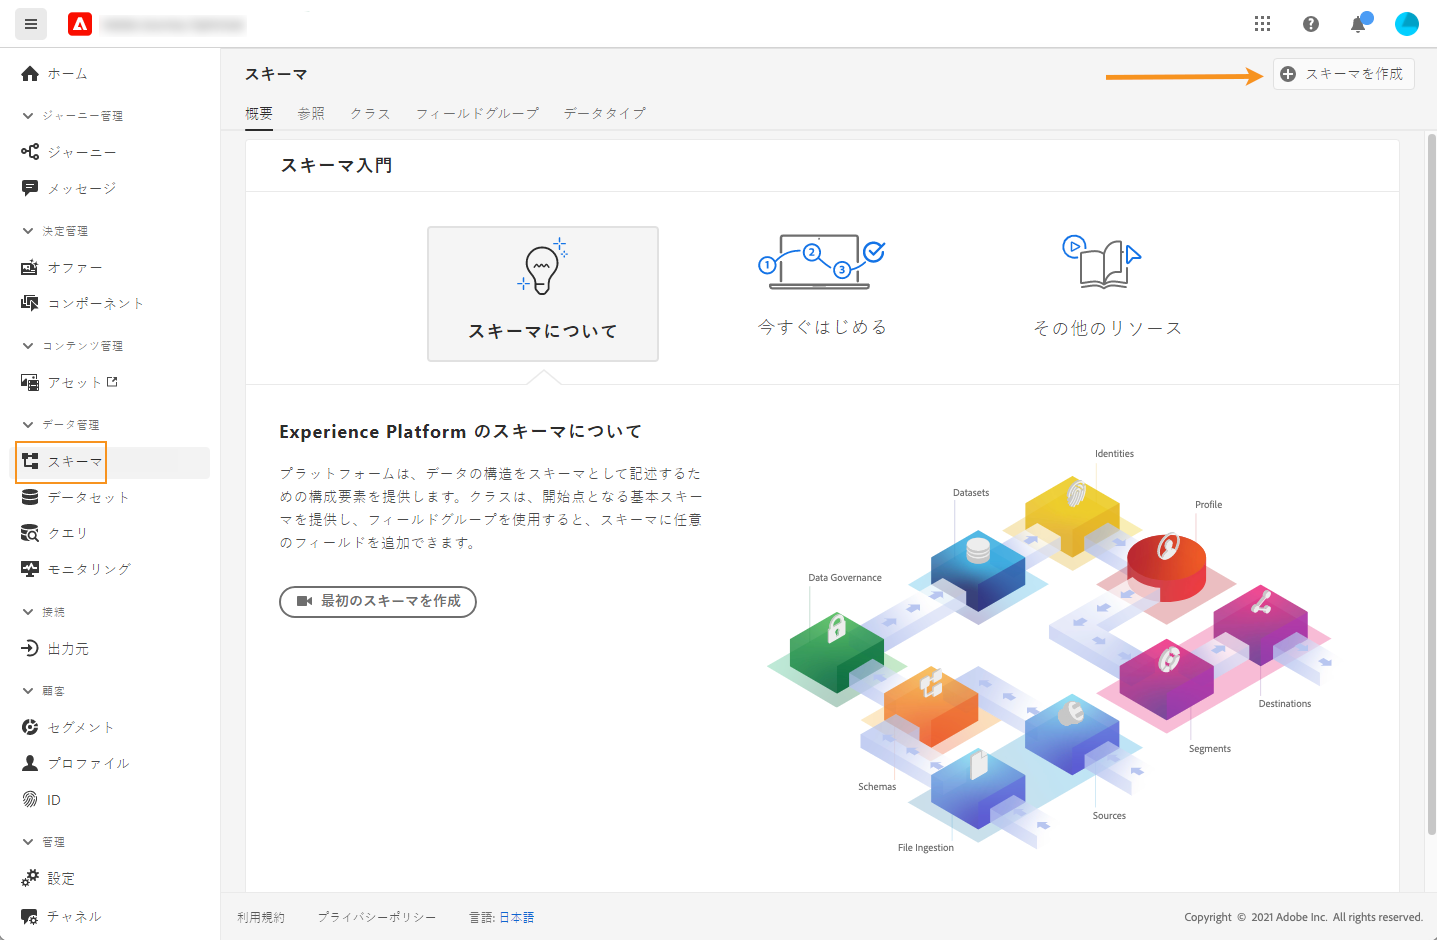 ホーム
ジャーニー管理
ジャーニー
メッセージ
決定管理
オファー
コンポーネント
コンテンツ管理
アセット
データ管理
スキーマ
データセット
クエリ
モニタリング
接続
出力元
顧客
セグメント
プロファイル
ID
管理
設定
チャネル
スキーマ
スキーマを作成
概要 参照 クラス フィールドグループ データタイプ
スキーマ入門
スキーマについて
1 2 3
今すぐはじめる
その他のリソース
Experience Platform のスキーマについて
プラットフォームは、データの構造をスキーマとして記述するた
めの構成要素を提供します。クラスは、開始点となる基本スキー
マを提供し、フィールドグループを使用すると、スキーマに任意
のフィールドを追加できます。
最初のスキーマを作成
Identities
Datasets
Profile
Data Governance
Destinations
Segments
Schemas
Sources
File Ingestion
利用規約 プライバシーポリシー 言語: 日本語
Copyright © 2021 Adobe Inc. All rights reserved.